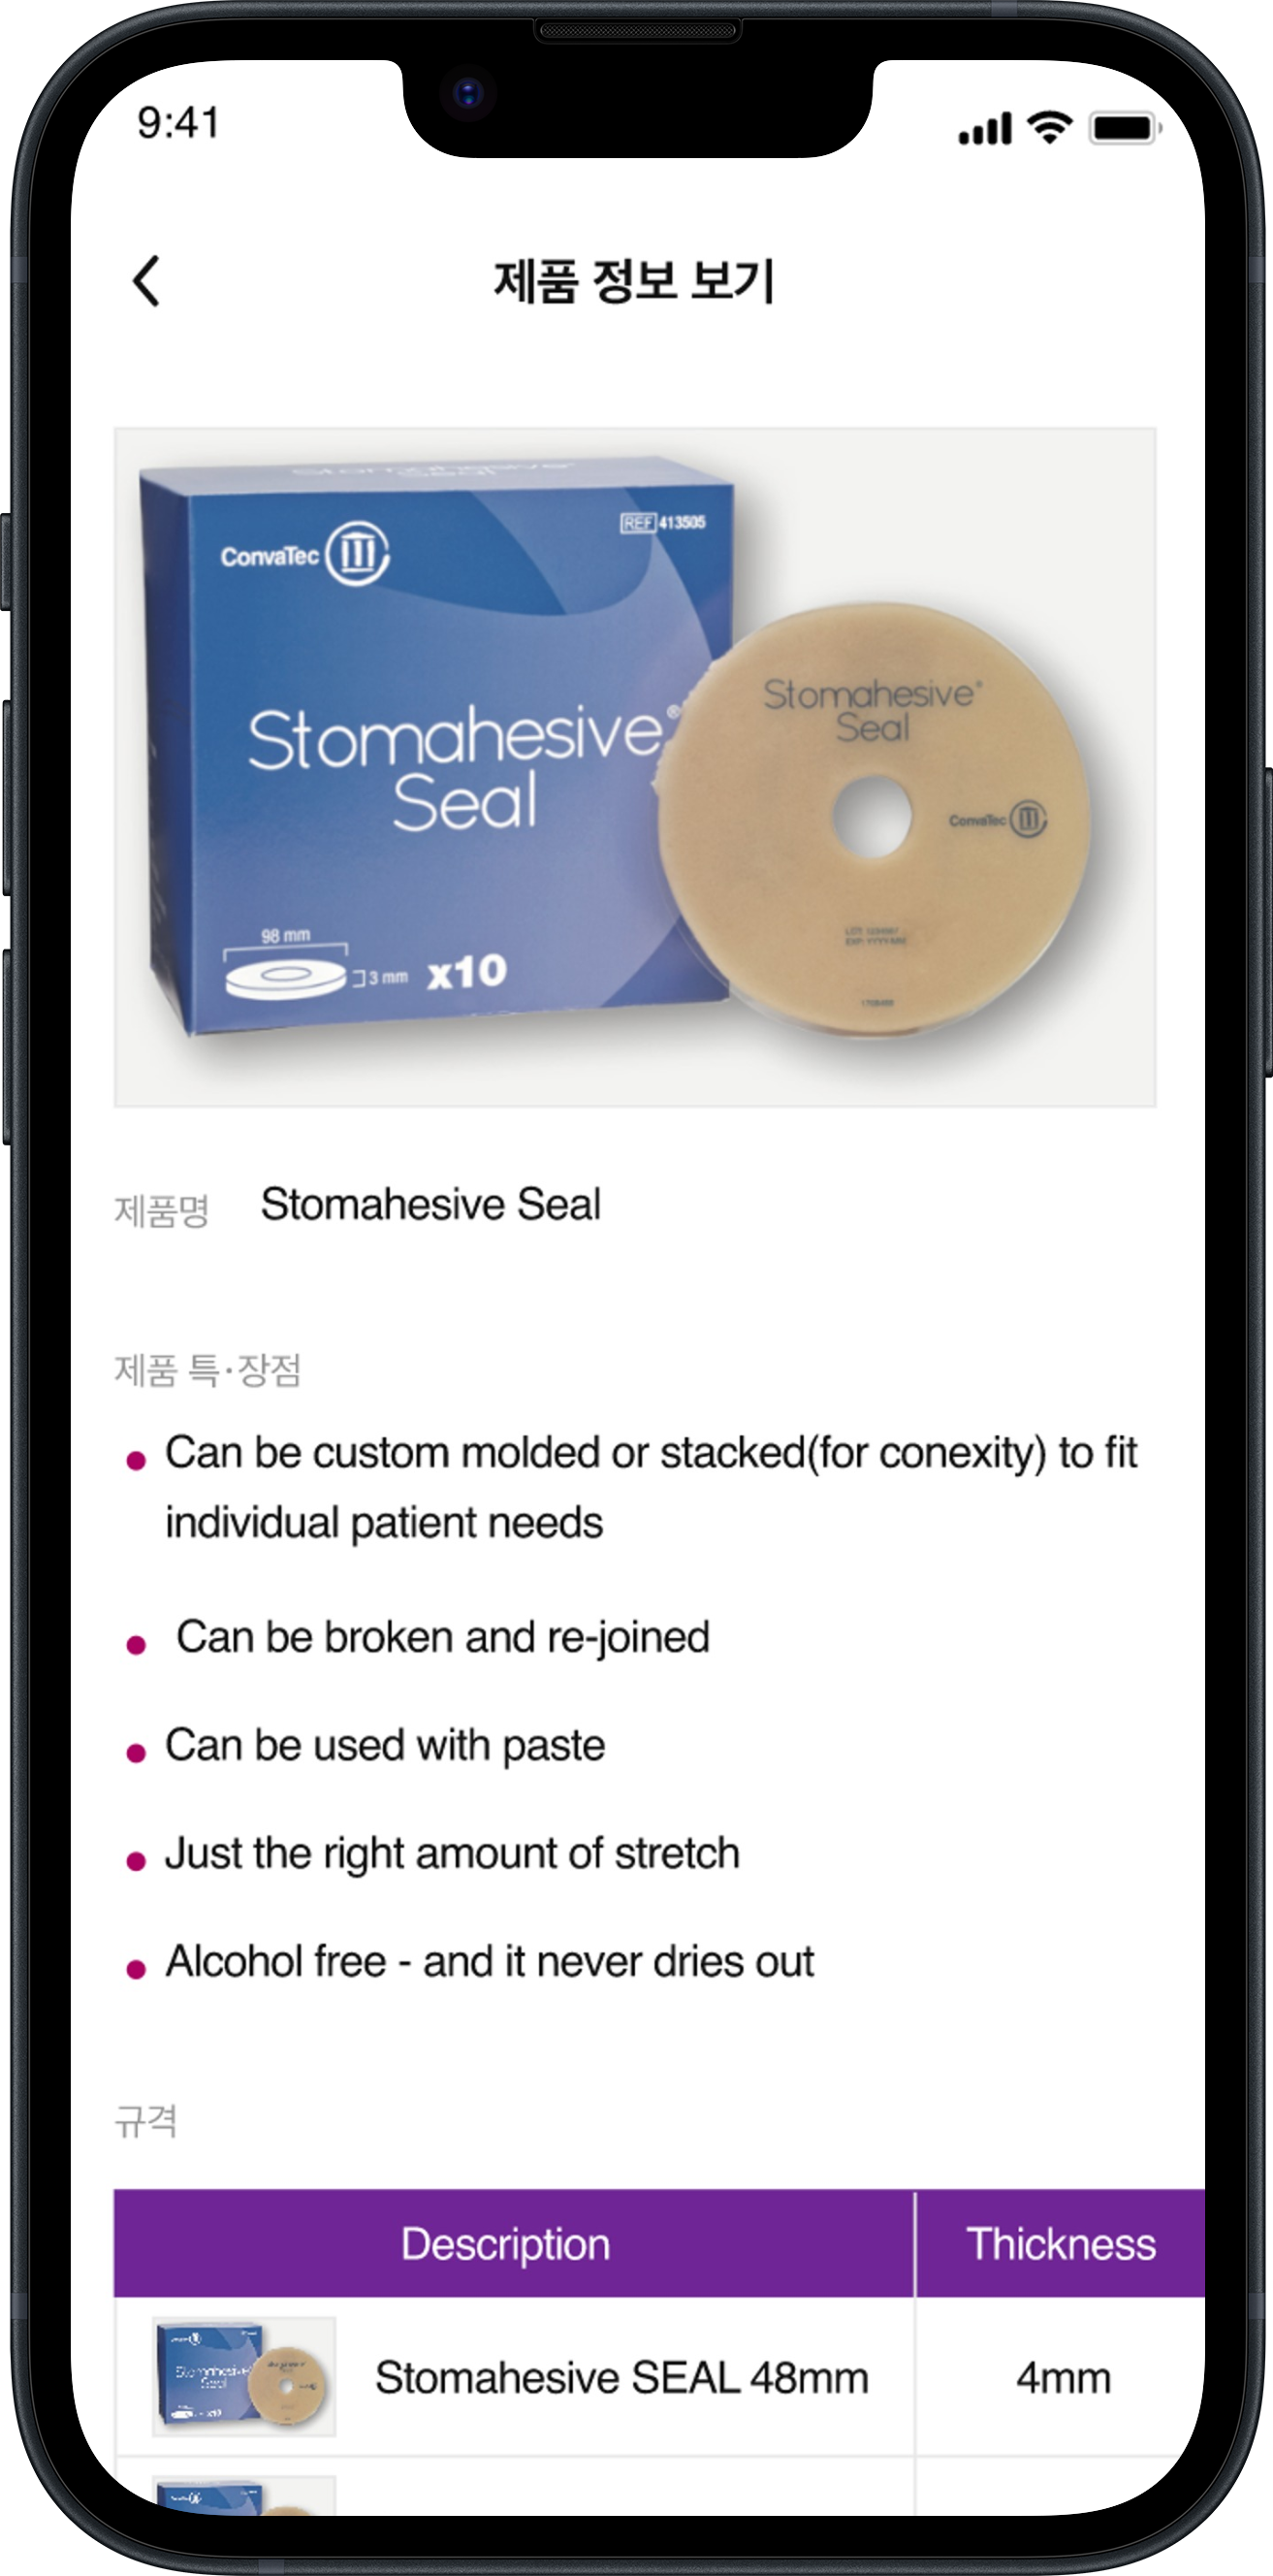 9:41
제품 정보 보기
Stomahesive
Seal
ConvaTec
REF 413505
Stomahesive®
Seal
98 mm
3 mm x10
Stomahesive®
Seal
ConvaTec
제품명 Stomahesive Seal
제품 특·장점
Can be custom molded or stacked(for conexity) to fit
individual patient needs
Can be broken and re-joined
Can be used with paste
Just the right amount of stretch
Alcohol free - and it never dries out
규격
Description Thickness
Stomahesive SEAL 48mm 4mm